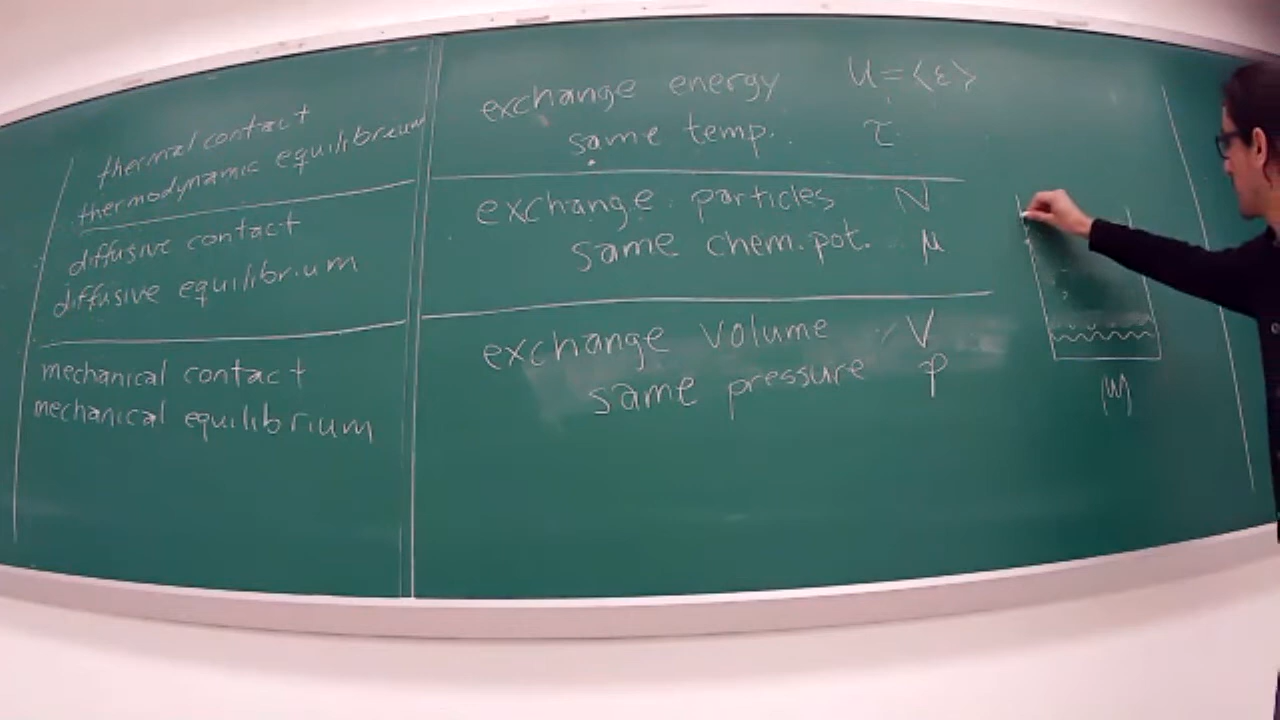 thermal contact
thermodynamic equilibrium
diffusive contact
diffusive equilibrium
mechanical contact
mechanical equilibrium
exchange energy U = ⟨ε⟩
same temp. τ
exchange particles N
same chem. pot. μ
exchange volume V
same pressure p